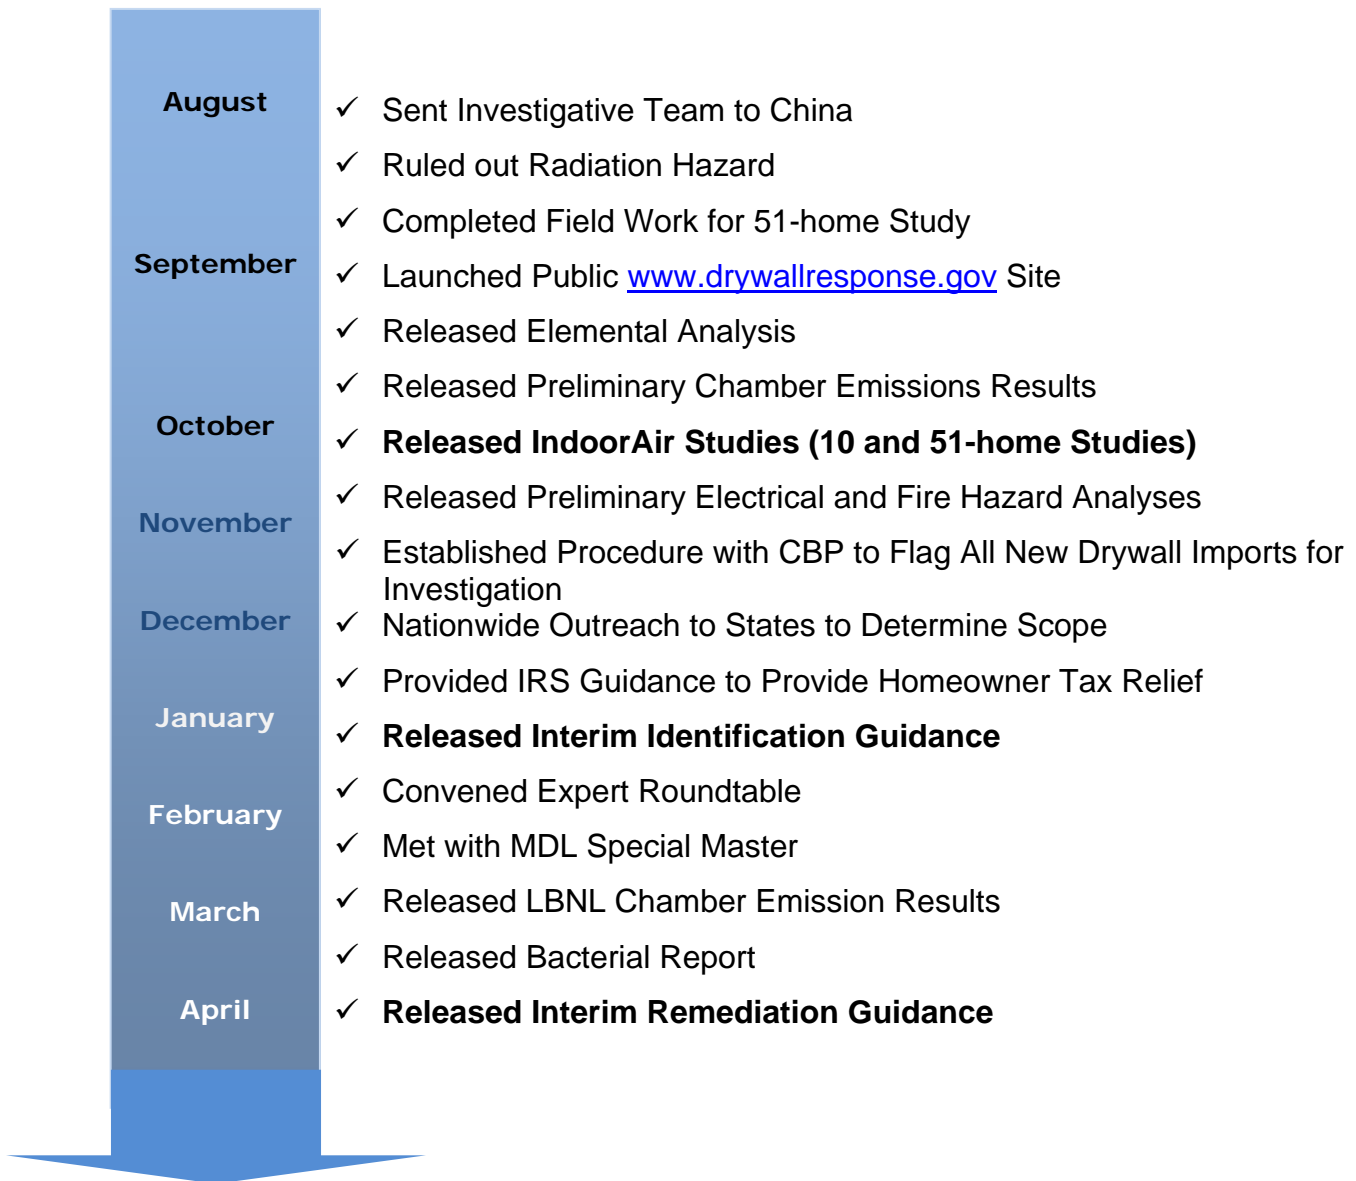 August
✓ Sent Investigative Team to China
✓ Ruled out Radiation Hazard
✓ Completed Field Work for 51-home Study
September
✓ Launched Public www.drywallresponse.gov Site
✓ Released Elemental Analysis
✓ Released Preliminary Chamber Emissions Results
October
✓ Released IndoorAir Studies (10 and 51-home Studies)
✓ Released Preliminary Electrical and Fire Hazard Analyses
November
✓ Established Procedure with CBP to Flag All New Drywall Imports for
Investigation
December
✓ Nationwide Outreach to States to Determine Scope
✓ Provided IRS Guidance to Provide Homeowner Tax Relief
January
✓ Released Interim Identification Guidance
✓ Convened Expert Roundtable
February
✓ Met with MDL Special Master
✓ Released LBNL Chamber Emission Results
March
✓ Released Bacterial Report
April
✓ Released Interim Remediation Guidance